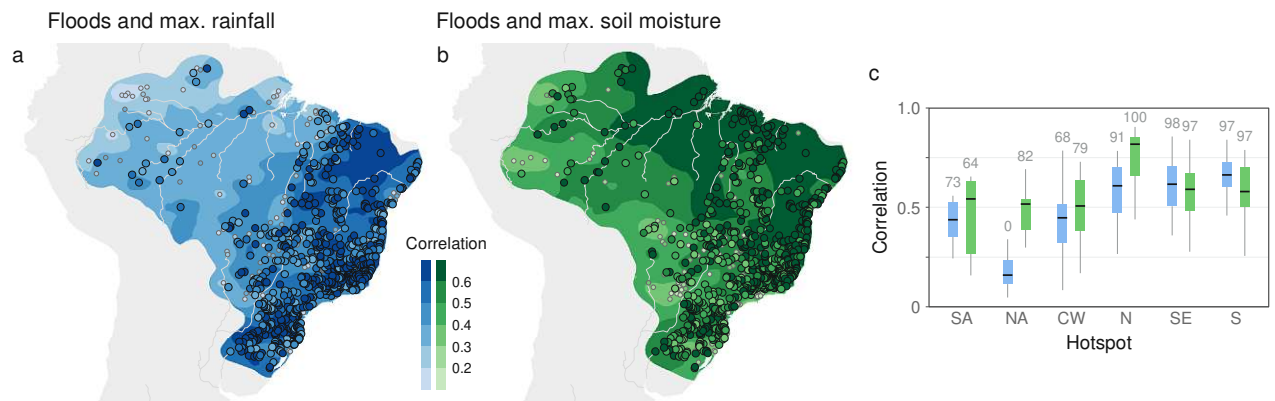 Floods and max. rainfall
Floods and max. soil moisture
a
b
c
Correlation
0.6
0.5
0.4
0.3
0.2
1.0
0.5
0
Correlation
73
64
0
82
68
79
91
100
98
97
97
97
SA
NA
CW
N
SE
S
Hotspot